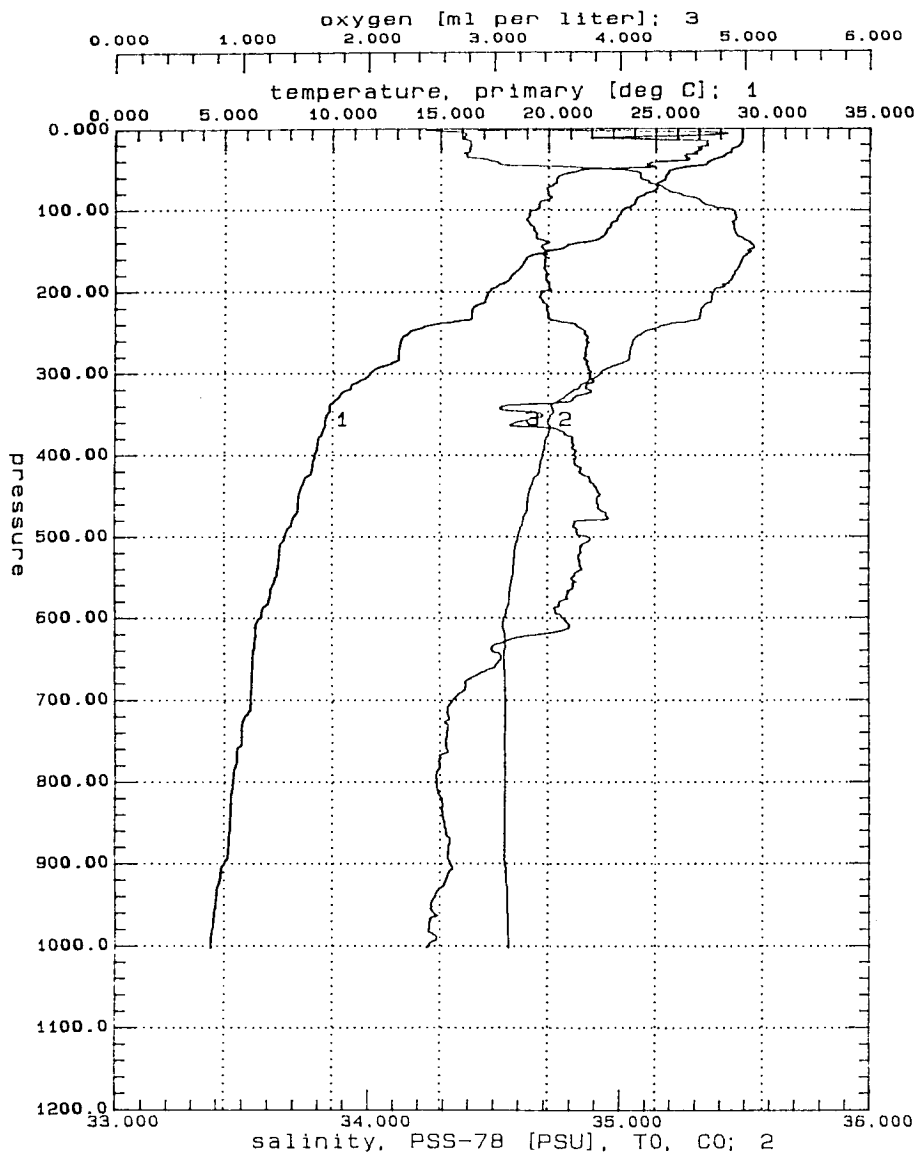 oxygen [ml per liter]; 3
0.000 1.000 2.000 3.000 4.000 5.000 6.000
temperature, primary [deg C]; 1
0.000 5.000 10.000 15.000 20.000 25.000 30.000 35.000
0.000
100.00
200.00
300.00
1 3 2
400.00
pressure
500.00
600.00
700.00
800.00
900.00
1000.0
1100.0
1200.0
33.000 34.000 35.000 36.000
salinity, PSS-78 [PSU], T0, C0; 2